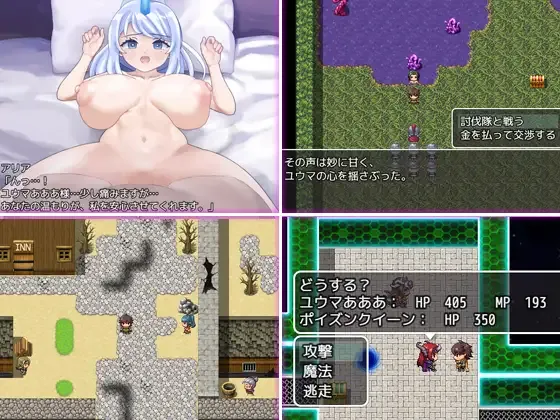 アリア
「んっ…！
ユウマあああ様…少し痛みますが…
あなたの温もりが、私を安心させてくれます。」
討伐隊と戦う
金を払って交渉する
その声は妙に甘く、
ユウマの心を揺さぶった。
INN
どうする？
ユウマあああ： HP 405 MP 193
ポイズンクイーン： HP 350
攻撃
魔法
逃走